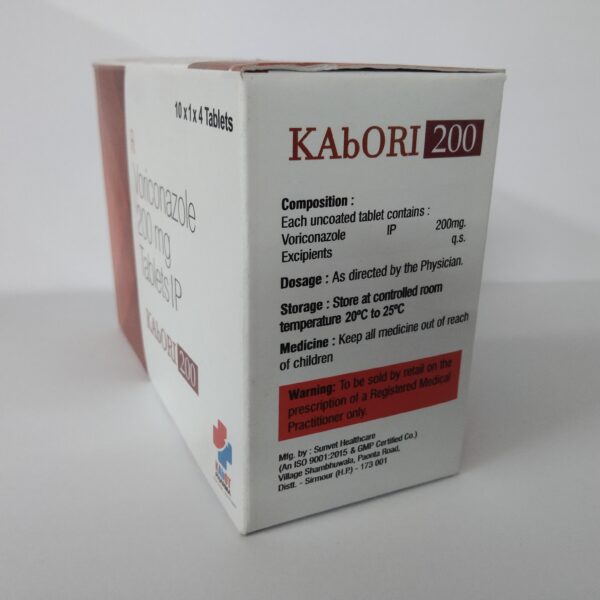 10 x 1 x 4 Tablets
Voriconazole
200 mg
Tablets IP
KAbORI 200
KAbORI 200
Composition :
Each uncoated tablet contains :
Voriconazole IP 200mg.
Excipients q.s.
Dosage : As directed by the Physician.
Storage : Store at controlled room
temperature 20ºC to 25ºC
Medicine : Keep all medicine out of reach
of children
Warning: To be sold by retail on the
prescription of a Registered Medical
Practitioner only.
Mfg. by : Sunvet Healthcare
(An ISO 9001:2015 & GMP Certified Co.)
Village Shambhuwala, Paonta Road,
Distt. - Sirmour (H.P.) - 173 001